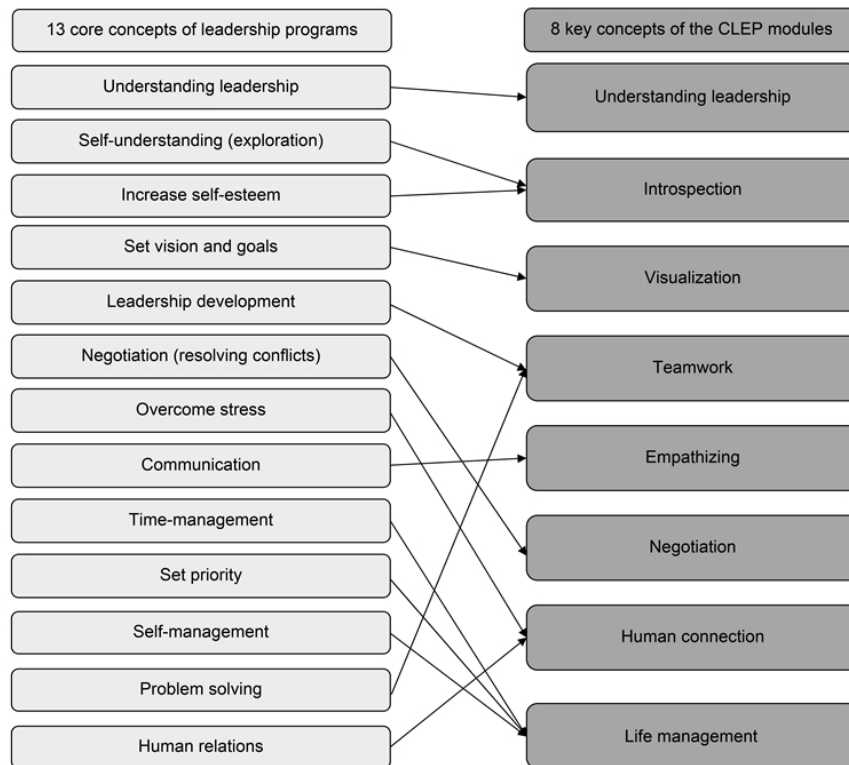 13 core concepts of leadership programs
8 key concepts of the CLEP modules
Understanding leadership
Self-understanding (exploration)
Increase self-esteem
Set vision and goals
Leadership development
Negotiation (resolving conflicts)
Overcome stress
Communication
Time-management
Set priority
Self-management
Problem solving
Human relations
Understanding leadership
Introspection
Visualization
Teamwork
Empathizing
Negotiation
Human connection
Life management